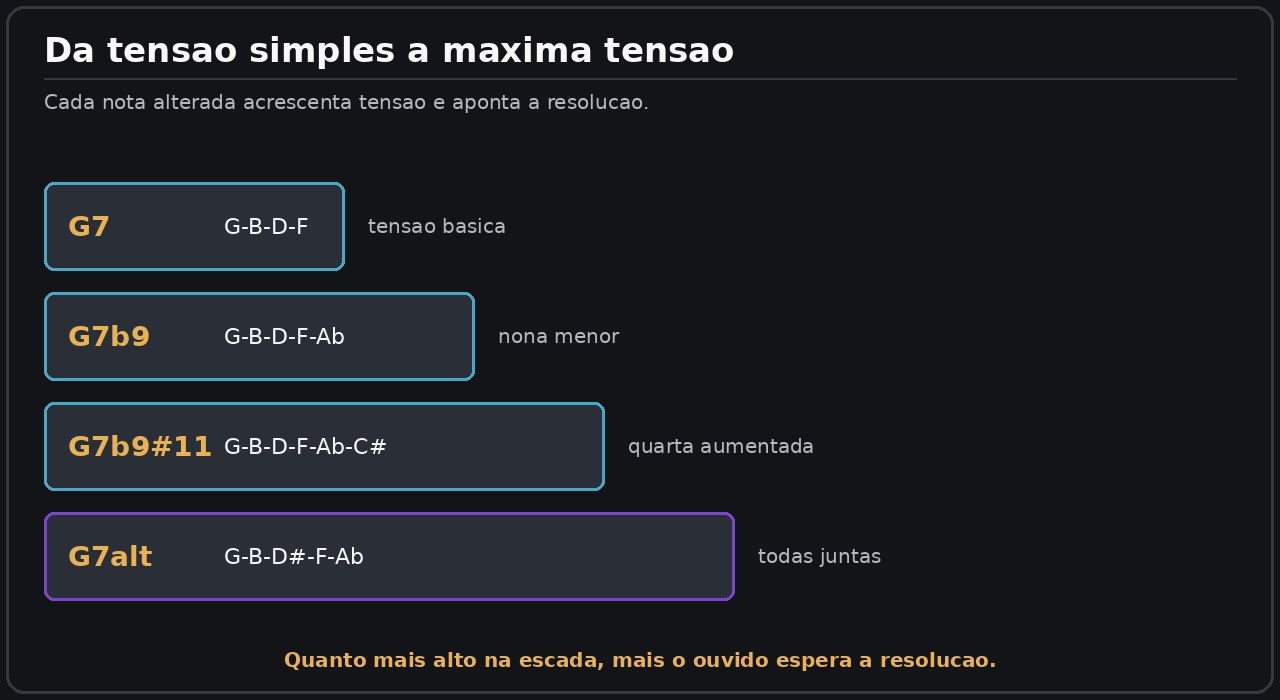 Da tensao simples a maxima tensao
Cada nota alterada acrescenta tensao e aponta a resolucao.
G7 G-B-D-F tensao basica
G7b9 G-B-D-F-Ab nona menor
G7b9#11 G-B-D-F-Ab-C# quarta aumentada
G7alt G-B-D#-F-Ab todas juntas
Quanto mais alto na escada, mais o ouvido espera a resolucao.